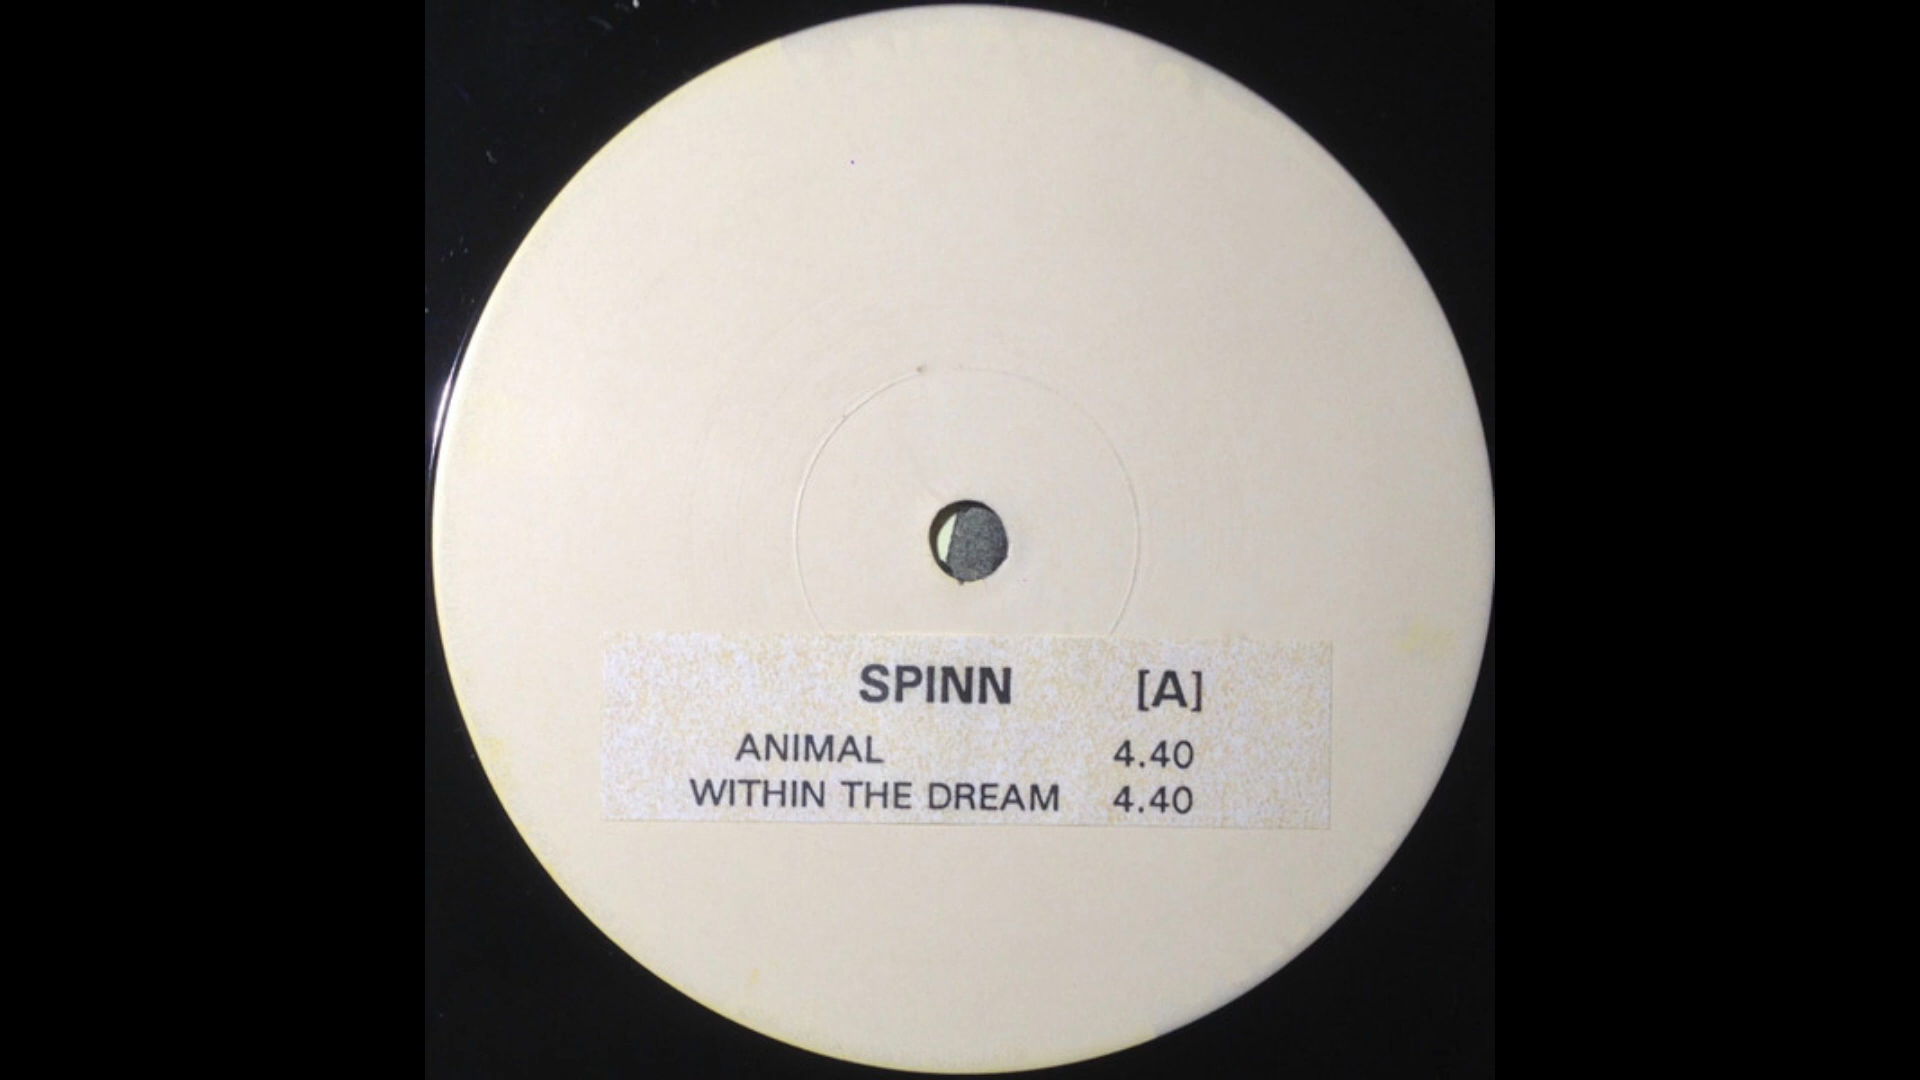 SPINN [A]
ANIMAL 4.40
WITHIN THE DREAM 4.40